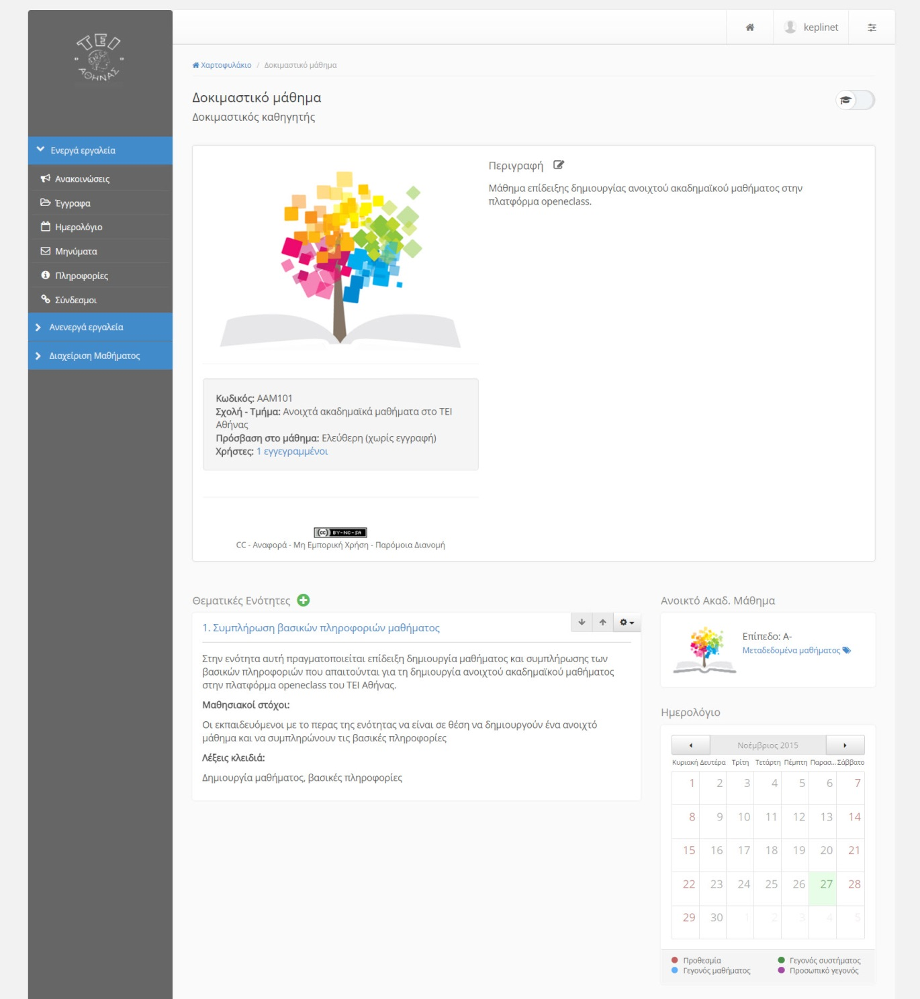 ΤΕΙ
ΑΘΗΝΑΣ
keplinet
Χαρτοφυλάκιο / Δοκιμαστικό μάθημα
Δοκιμαστικό μάθημα
Δοκιμαστικός καθηγητής
Ενεργά εργαλεία
Ανακοινώσεις
Έγγραφα
Ημερολόγιο
Μηνύματα
Πληροφορίες
Σύνδεσμοι
Ανενεργά εργαλεία
Διαχείριση Μαθήματος
Περιγραφή
Μάθημα επίδειξης δημιουργίας ανοιχτού ακαδημαϊκού μαθήματος στην
πλατφόρμα openeclass.
Κωδικός: AAM101
Σχολή - Τμήμα: Ανοιχτά ακαδημαϊκά μαθήματα στο ΤΕΙ
Αθήνας
Πρόσβαση στο μάθημα: Ελεύθερη (χωρίς εγγραφή)
Χρήστες: 1 εγγεγραμμένοι
(cc) BY-NC-SA
CC - Αναφορά - Μη Εμπορική Χρήση - Παρόμοια Διανομή
Θεματικές Ενότητες
1. Συμπλήρωση βασικών πληροφοριών μαθήματος
Στην ενότητα αυτή πραγματοποιείται επίδειξη δημιουργία μαθήματος και συμπλήρωσης των
βασικών πληροφοριών που απαιτούνται για τη δημιουργία ανοιχτού ακαδημαϊκού μαθήματος
στην πλατφόρμα openeclass του ΤΕΙ Αθήνας.
Μαθησιακοί στόχοι:
Οι εκπαιδευόμενοι με το περας της ενότητας να είναι σε θέση να δημιουργούν ένα ανοιχτό
μάθημα και να συμπληρώνουν τις βασικές πληροφορίες
Λέξεις κλειδιά:
Δημιουργία μαθήματος, βασικές πληροφορίες
Ανοικτό Ακαδ. Μάθημα
Επίπεδο: A-
Μεταδεδομένα μαθήματος
Ημερολόγιο
Νοέμβριος 2015
Κυριακή Δευτέρα Τρίτη Τετάρτη Πέμπτη Παρασ... Σάββατο
1 2 3 4 5 6 7
8 9 10 11 12 13 14
15 16 17 18 19 20 21
22 23 24 25 26 27 28
29 30 1 2 3 4 5
Προθεσμία Γεγονός συστήματος
Γεγονός μαθήματος Προσωπικό γεγονός